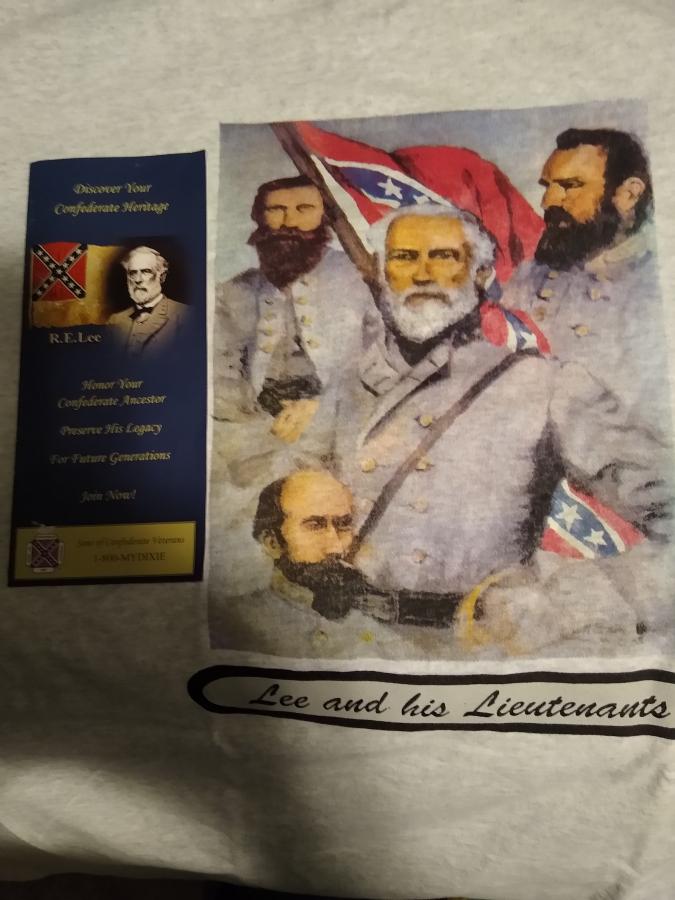 Discover Your
Confederate Heritage
R.E.Lee
Honor Your
Confederate Ancestor
Preserve His Legacy
For Future Generations
Join Now!
Sons of Confederate Veterans
1-800-MYDIXIE
Lee and his Lieutenants